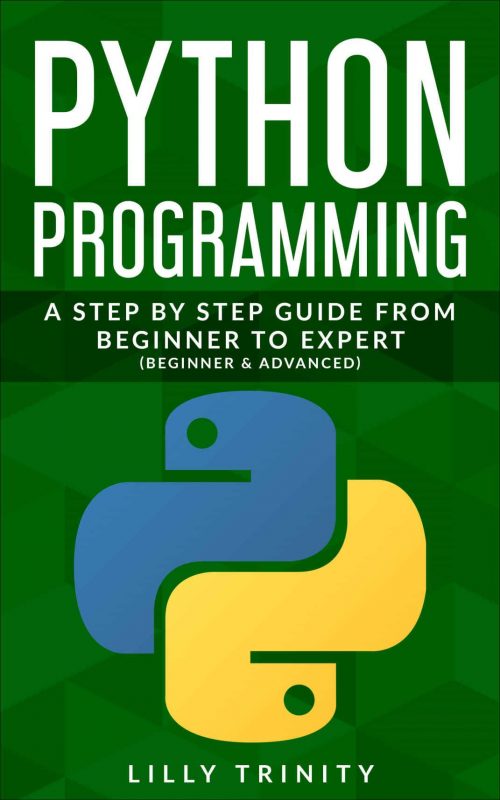 PYTHON
PROGRAMMING
A STEP BY STEP GUIDE FROM
BEGINNER TO EXPERT
(BEGINNER & ADVANCED)
LILLY TRINITY